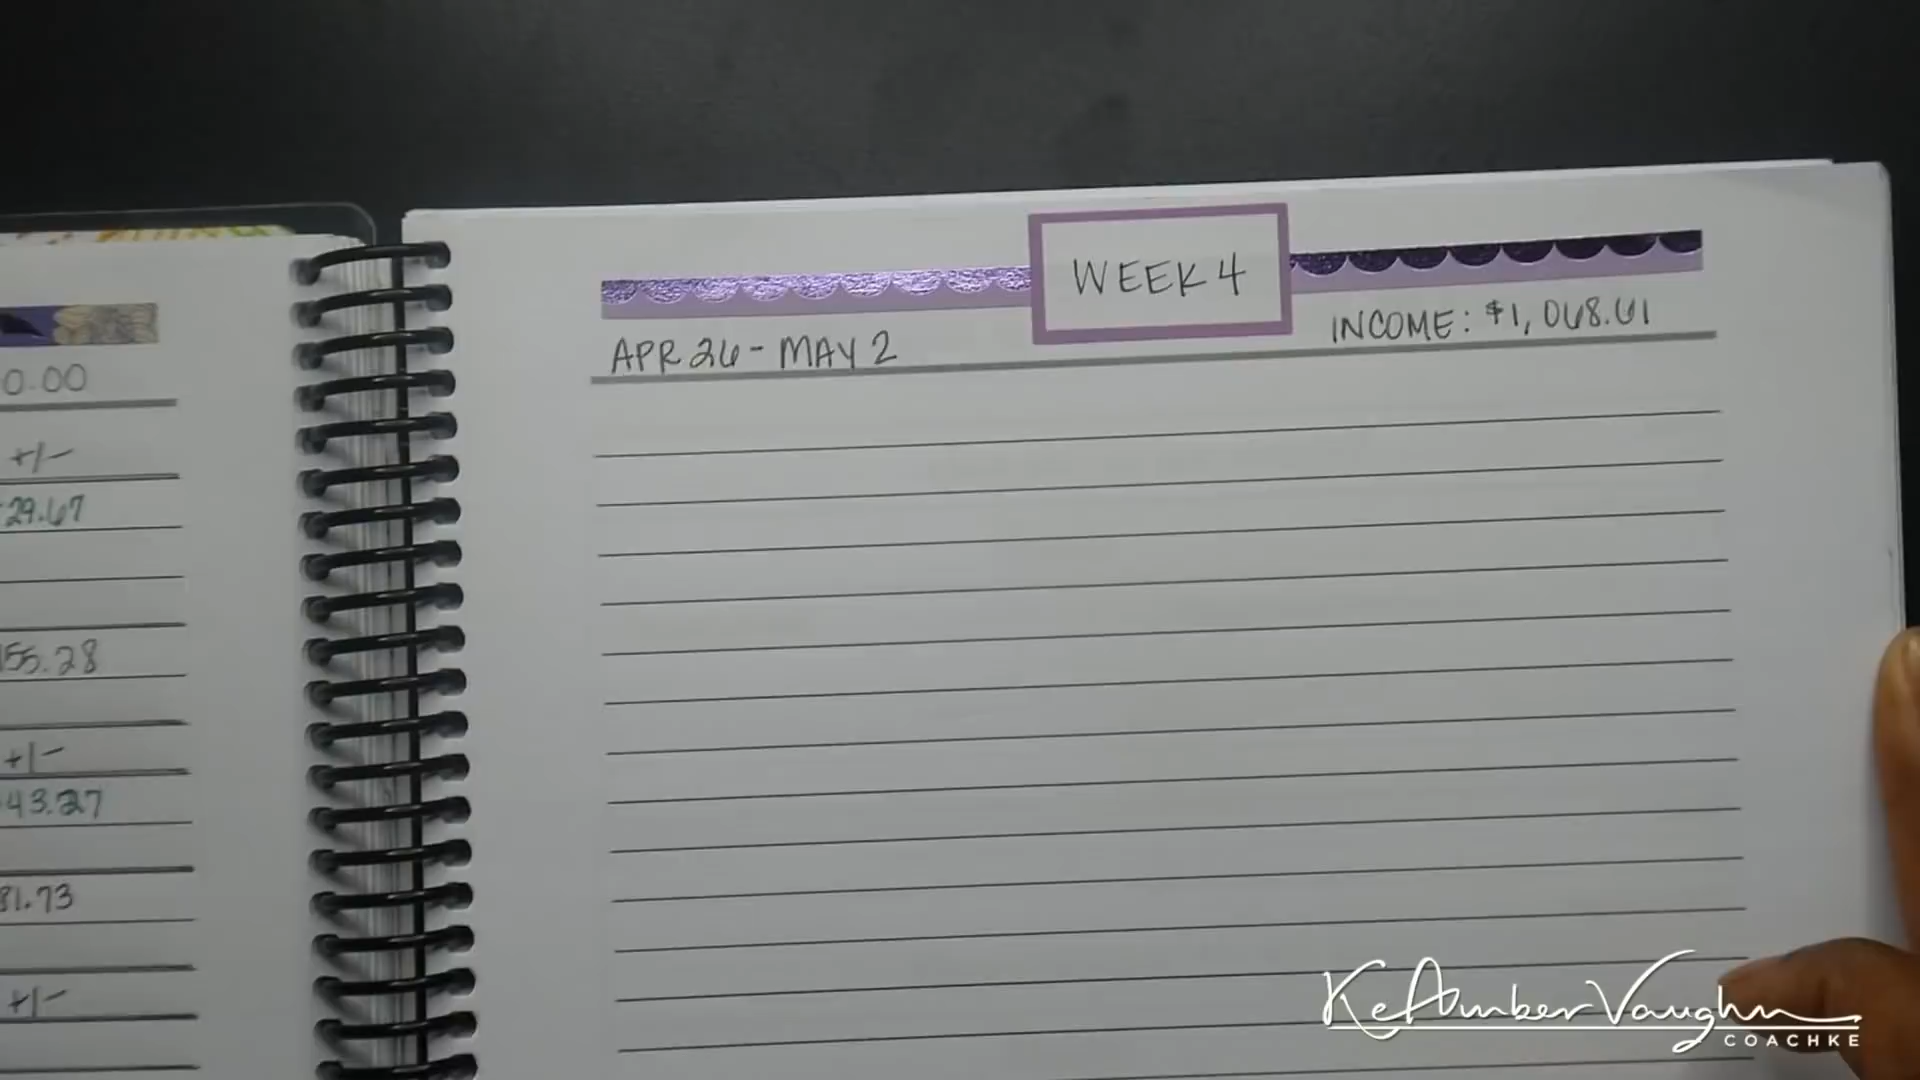 0.00
+/-
29.67
155.28
+/-
43.27
81.73
+/-
WEEK 4
APR 26 - MAY 2
INCOME: $1,068.61
KeAmber Vaughn
COACHKE